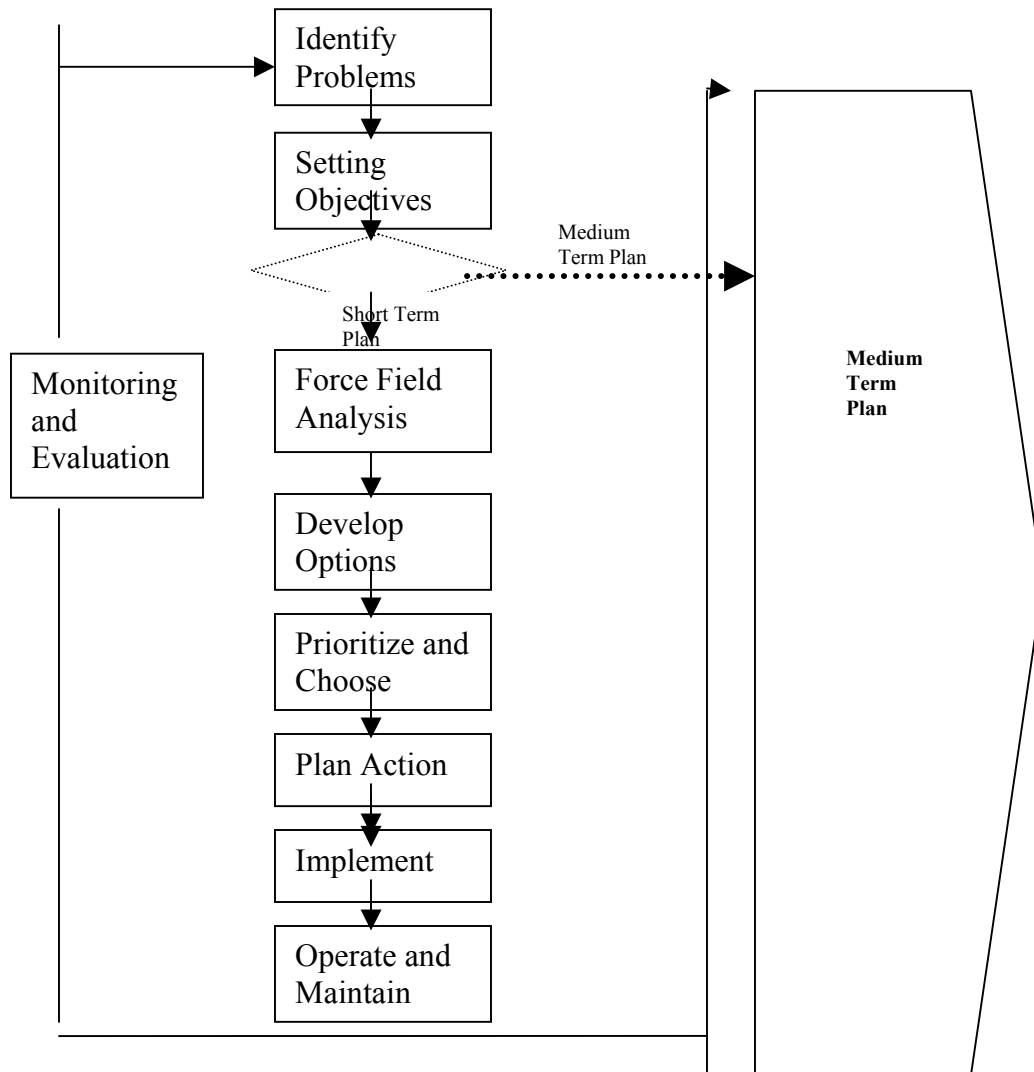 Identify
Problems
Setting
Objectives
Medium
Term Plan
Short Term
Plan
Medium
Term
Plan
Monitoring
and
Evaluation
Force Field
Analysis
Develop
Options
Prioritize and
Choose
Plan Action
Implement
Operate and
Maintain